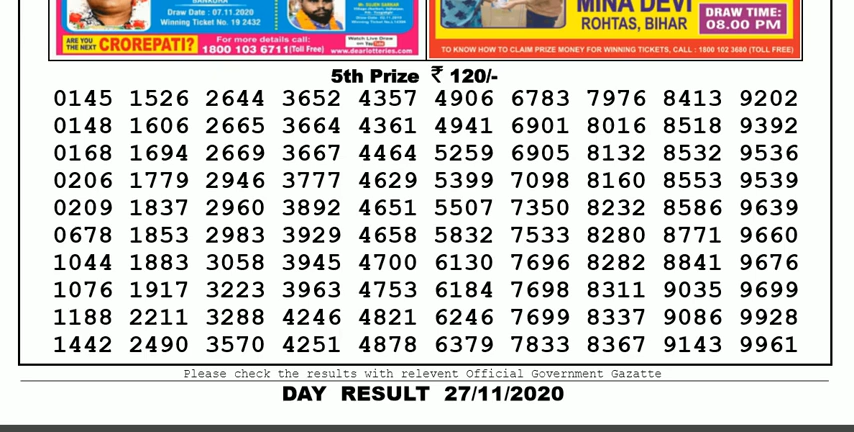 BANKURA
Draw Date : 07.11.2020
Winning Ticket No. 19 2432
ARE YOU THE NEXT CROREPATI?
For more details call:
1800 103 6711(Toll Free)
Watch Live Draw on YouTube
www.dearlotteries.com
MINA DEVI
ROHTAS, BIHAR
DRAW TIME:
08.00 PM
TO KNOW HOW TO CLAIM PRIZE MONEY FOR WINNING TICKETS, CALL : 1800 102 3680 (TOLL FREE)
5th Prize ₹ 120/-
0145 1526 2644 3652 4357 4906 6783 7976 8413 9202
0148 1606 2665 3664 4361 4941 6901 8016 8518 9392
0168 1694 2669 3667 4464 5259 6905 8132 8532 9536
0206 1779 2946 3777 4629 5399 7098 8160 8553 9539
0209 1837 2960 3892 4651 5507 7350 8232 8586 9639
0678 1853 2983 3929 4658 5832 7533 8280 8771 9660
1044 1883 3058 3945 4700 6130 7696 8282 8841 9676
1076 1917 3223 3963 4753 6184 7698 8311 9035 9699
1188 2211 3288 4246 4821 6246 7699 8337 9086 9928
1442 2490 3570 4251 4878 6379 7833 8367 9143 9961
Please check the results with relevent Official Government Gazatte
DAY RESULT 27/11/2020